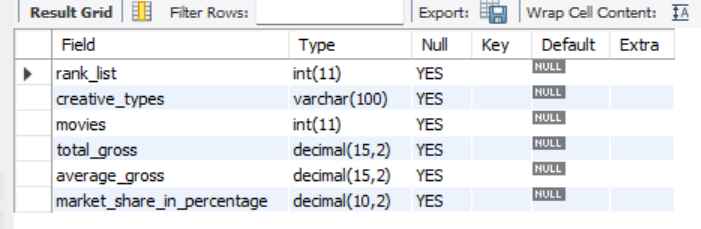 Result Grid Filter Rows: Export: Wrap Cell Content: IA
Field Type Null Key Default Extra
rank_list int(11) YES NULL
creative_types varchar(100) YES NULL
movies int(11) YES NULL
total_gross decimal(15,2) YES NULL
average_gross decimal(15,2) YES NULL
market_share_in_percentage decimal(10,2) YES NULL